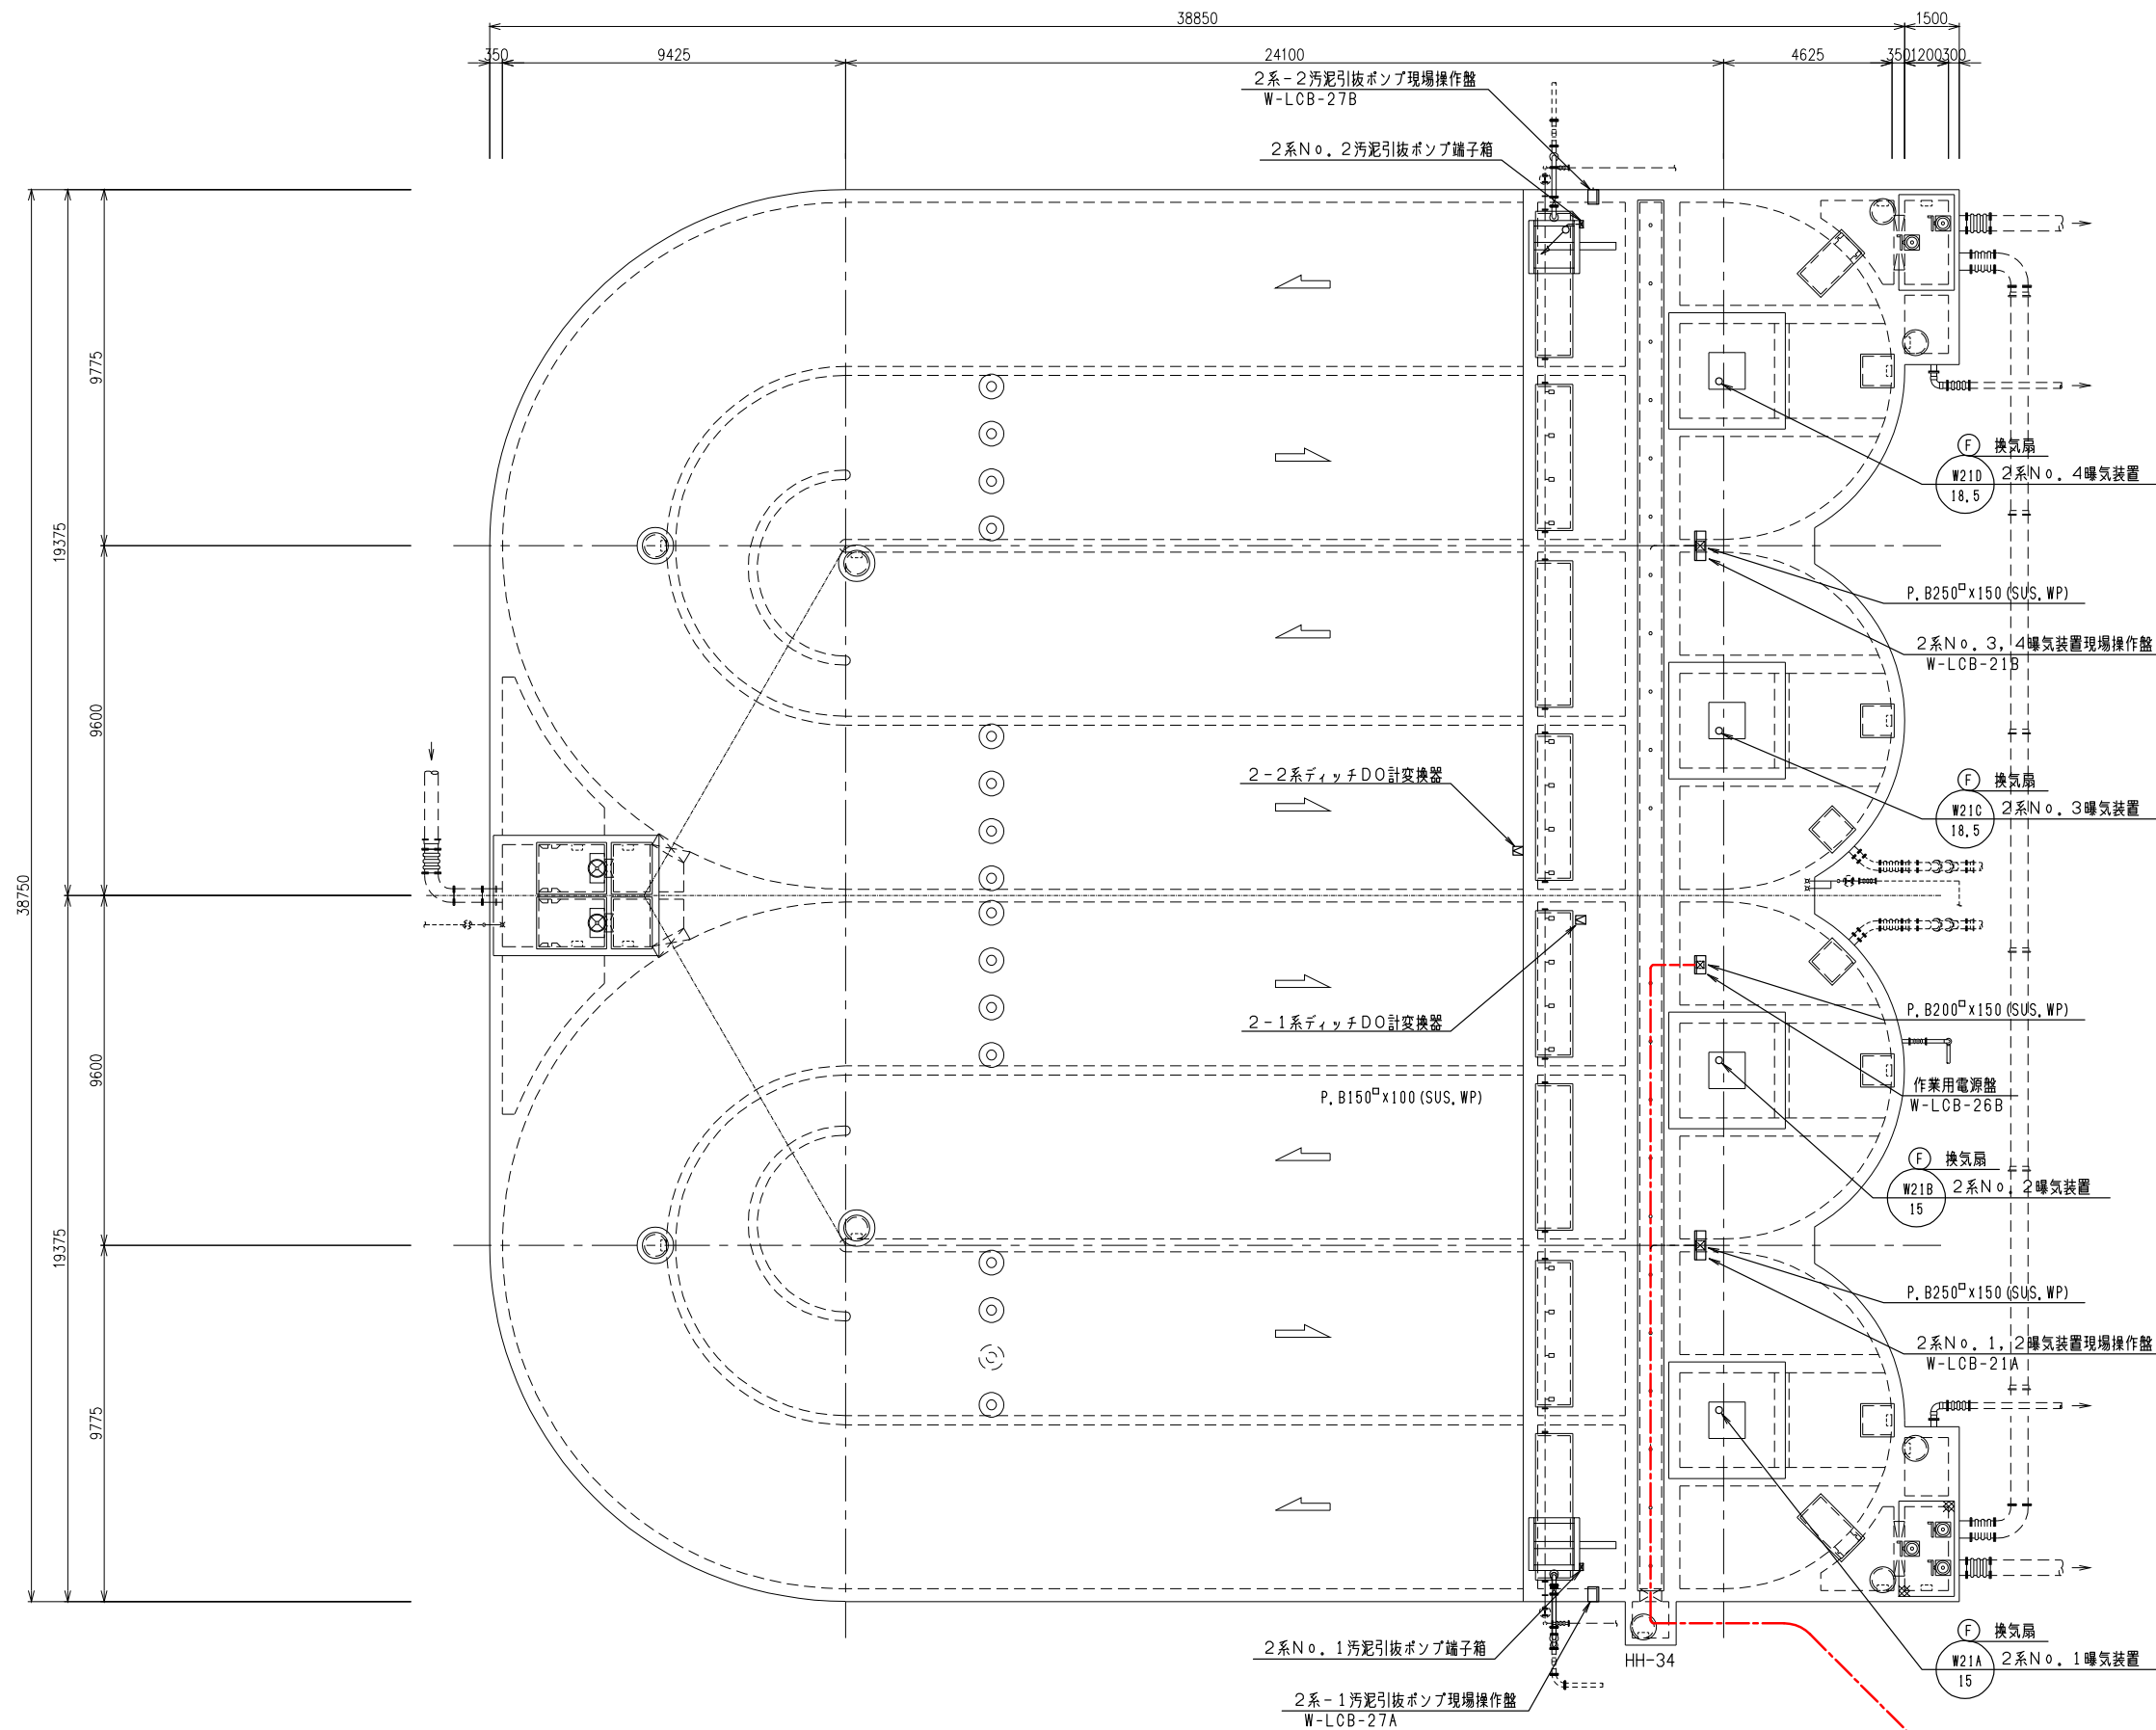 38850
1500
350
9425
24100
4625
350
1200
300
2系-2汚泥引抜ポンプ現場操作盤
W-LCB-27B
2系No.2汚泥引抜ポンプ端子箱
9775
19375
38750
9600
9600
19375
9775
F 換気扇
W21D
18.5
2系No.4曝気装置
P.B250□x150(SUS.WP)
2系No.3,4曝気装置現場操作盤
W-LCB-21B
2-2系ディッチDO計変換器
F 換気扇
W21C
18.5
2系No.3曝気装置
2-1系ディッチDO計変換器
P.B200□x150(SUS.WP)
P.B150□x100(SUS.WP)
作業用電源盤
W-LCB-26B
F 換気扇
W21B
15
2系No.2曝気装置
P.B250□x150(SUS.WP)
2系No.1,2曝気装置現場操作盤
W-LCB-21A
F 換気扇
W21A
15
2系No.1曝気装置
2系No.1汚泥引抜ポンプ端子箱
HH-34
2系-1汚泥引抜ポンプ現場操作盤
W-LCB-27A